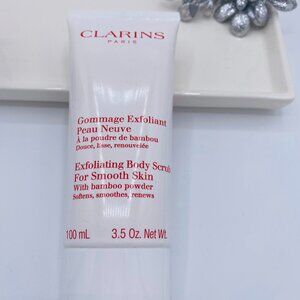 CLARINS
PARIS
Gommage Exfoliant
Peau Neuve
À la poudre de bambou
Douce, lisse, renouvelée
Exfoliating Body Scrub
For Smooth Skin
With bamboo powder
Softens, smoothes, renews
100 mL 3.5 Oz. Net Wt.